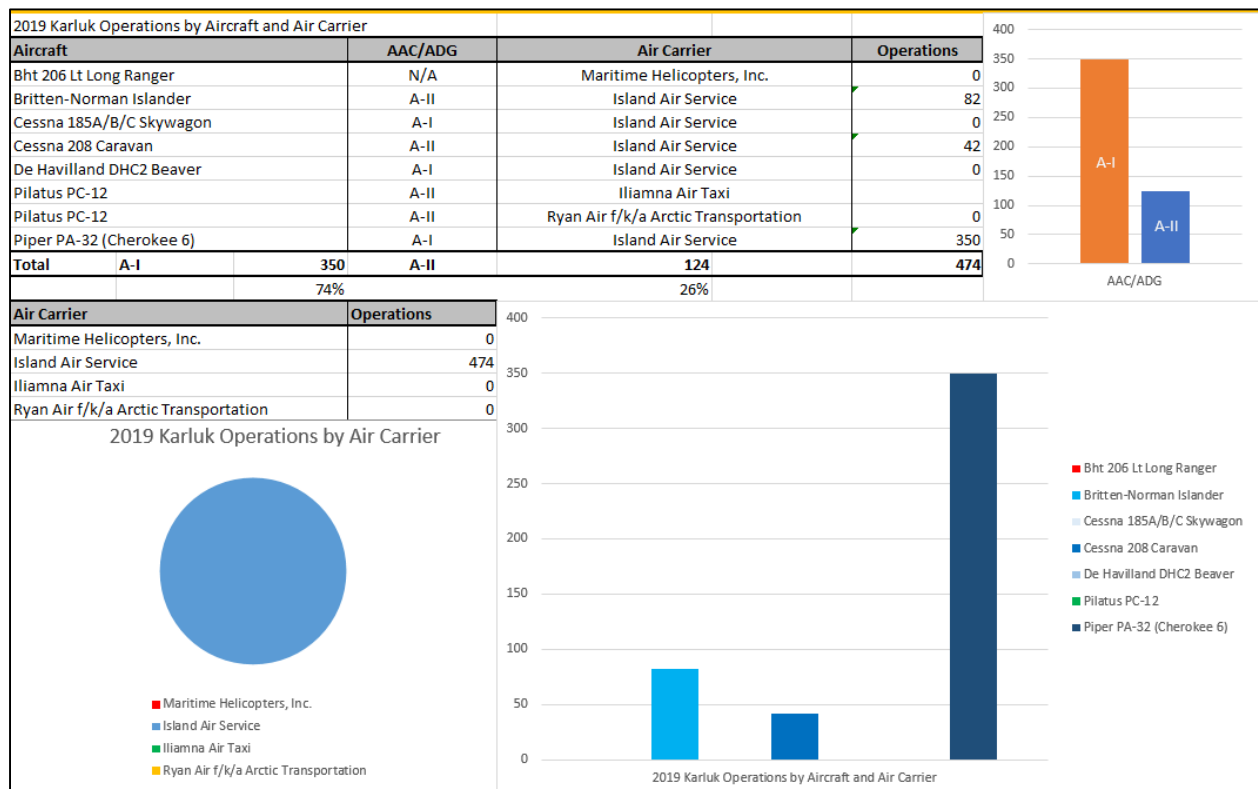 2019 Karluk Operations by Aircraft and Air Carrier
Aircraft AAC/ADG Air Carrier Operations
Bht 206 Lt Long Ranger N/A Maritime Helicopters, Inc. 0
Britten-Norman Islander A-II Island Air Service 82
Cessna 185A/B/C Skywagon A-I Island Air Service 0
Cessna 208 Caravan A-II Island Air Service 42
De Havilland DHC2 Beaver A-I Island Air Service 0
Pilatus PC-12 A-II Iliamna Air Taxi
Pilatus PC-12 A-II Ryan Air f/k/a Arctic Transportation 0
Piper PA-32 (Cherokee 6) A-I Island Air Service 350
Total A-I 350 A-II 124 474
74% 26%
400
350
300
250
200
150
100
50
0
A-I
A-II
AAC/ADG
Air Carrier Operations
Maritime Helicopters, Inc. 0
Island Air Service 474
Iliamna Air Taxi 0
Ryan Air f/k/a Arctic Transportation 0
2019 Karluk Operations by Air Carrier
Maritime Helicopters, Inc.
Island Air Service
Iliamna Air Taxi
Ryan Air f/k/a Arctic Transportation
400
350
300
250
200
150
100
50
0
2019 Karluk Operations by Aircraft and Air Carrier
Bht 206 Lt Long Ranger
Britten-Norman Islander
Cessna 185A/B/C Skywagon
Cessna 208 Caravan
De Havilland DHC2 Beaver
Pilatus PC-12
Piper PA-32 (Cherokee 6)